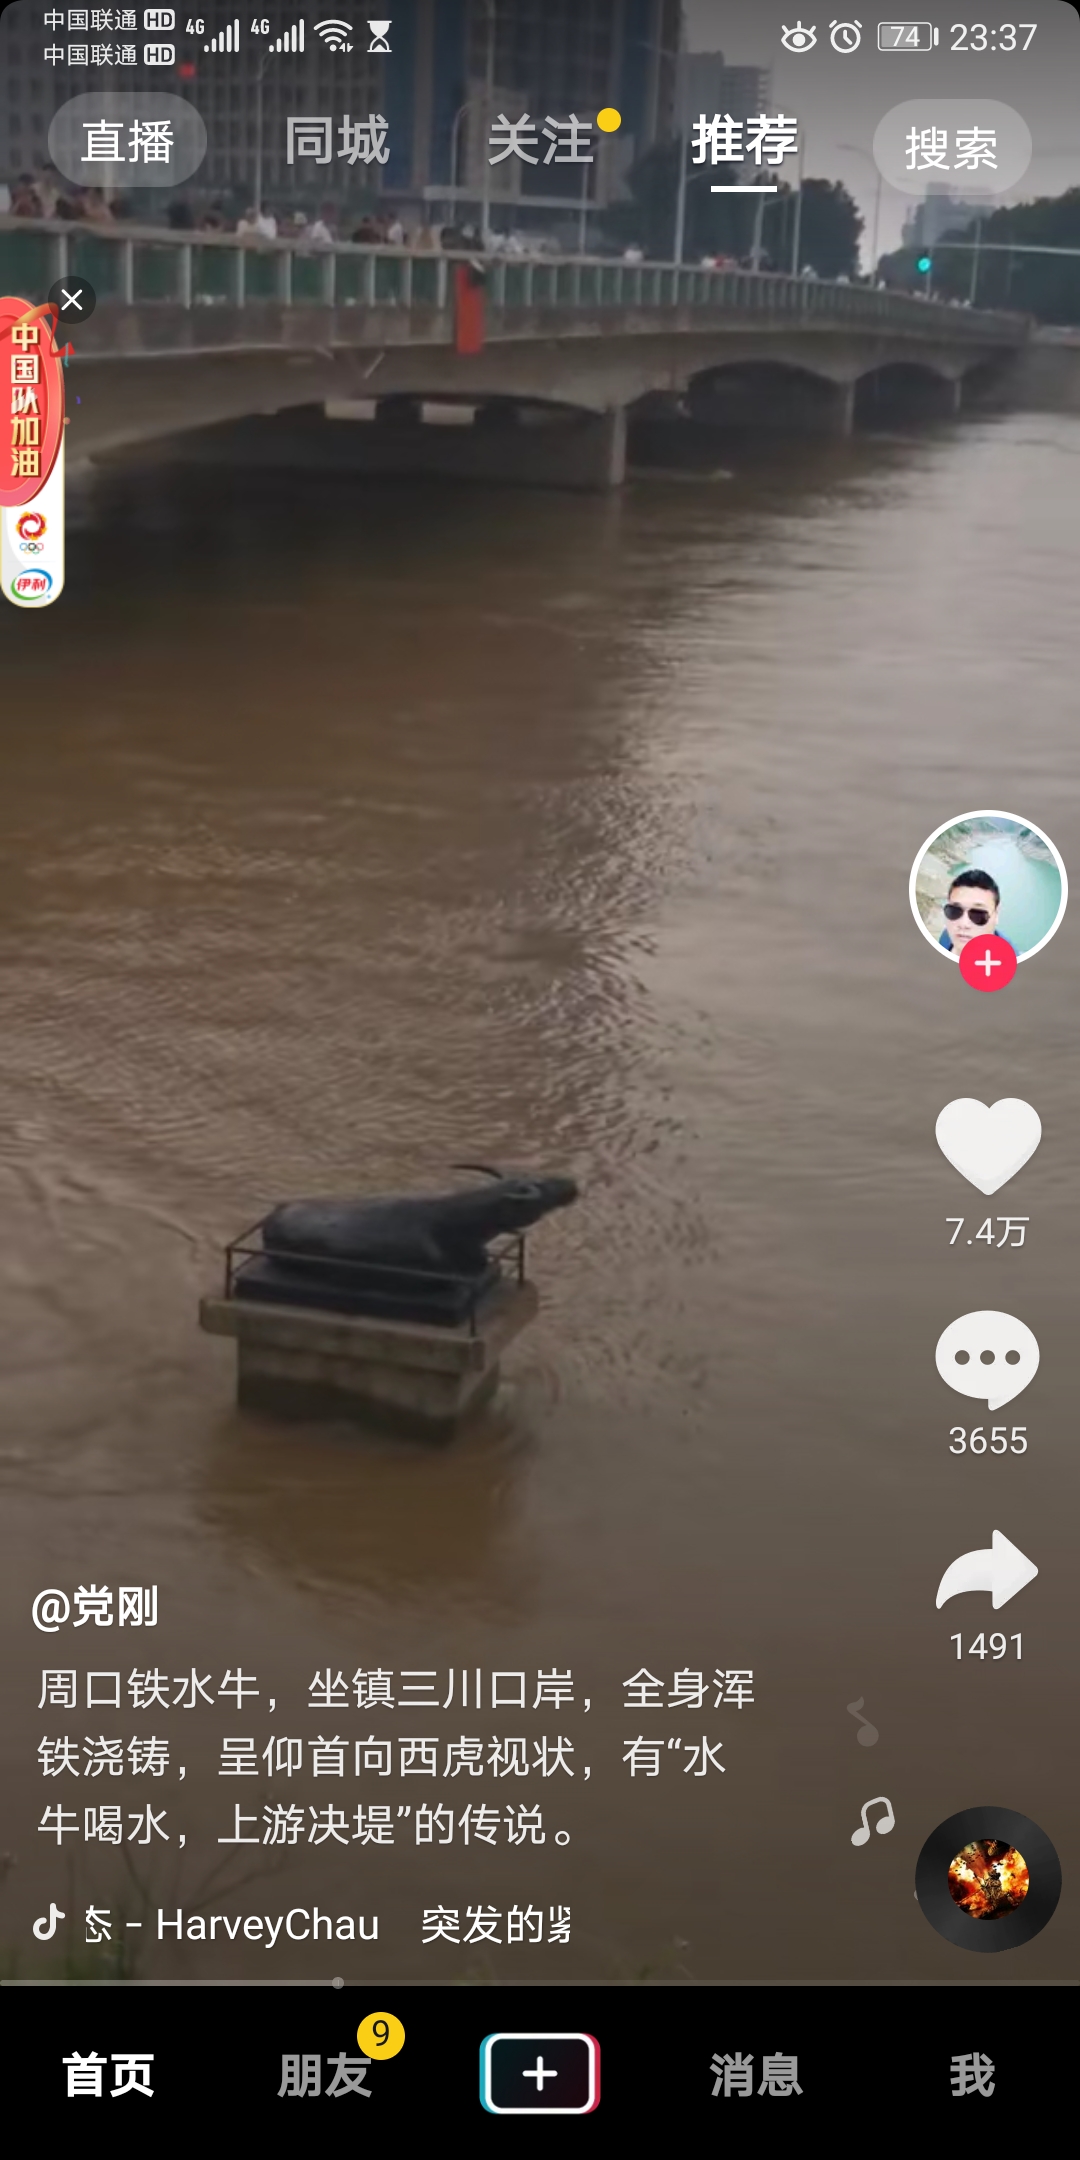 中国联通 HD 4G 4G 74 23:37
中国联通 HD
直播 同城 关注 推荐 搜索
中国队加油
伊利
7.4万
3655
1491
@党刚
周口铁水牛，坐镇三川口岸，全身浑
铁浇铸，呈仰首向西虎视状，有“水
牛喝水，上游决堤”的传说。
态 - HarveyChau 突发的紧
首页 朋友 9 消息 我